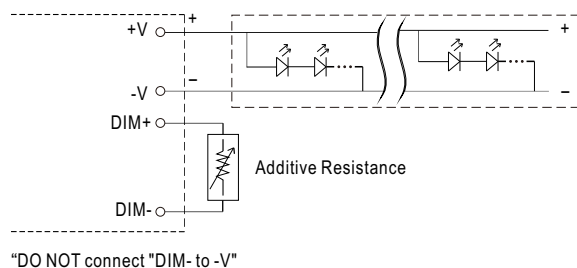 +V
+
+
-V
−
−
DIM+
Additive Resistance
DIM-
“DO NOT connect "DIM- to -V"